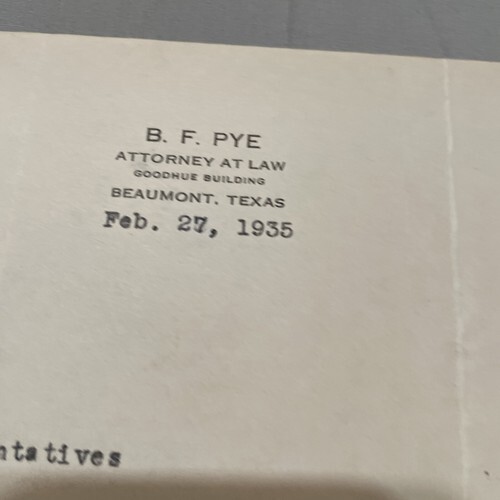 B. F. PYE
ATTORNEY AT LAW
GOODHUE BUILDING
BEAUMONT, TEXAS
Feb. 27, 1935
ntatives